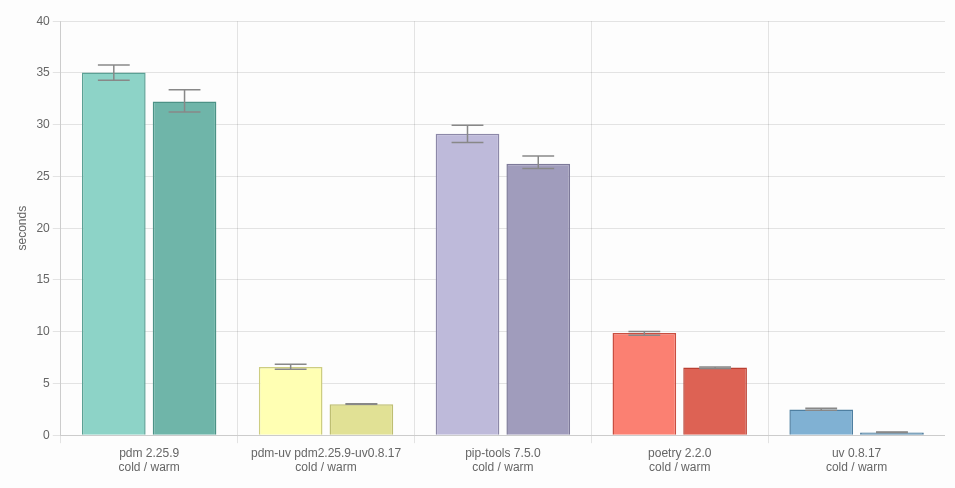 40
35
30
25
20
15
10
5
0
seconds
pdm 2.25.9
cold / warm
pdm-uv pdm2.25.9-uv0.8.17
cold / warm
pip-tools 7.5.0
cold / warm
poetry 2.2.0
cold / warm
uv 0.8.17
cold / warm